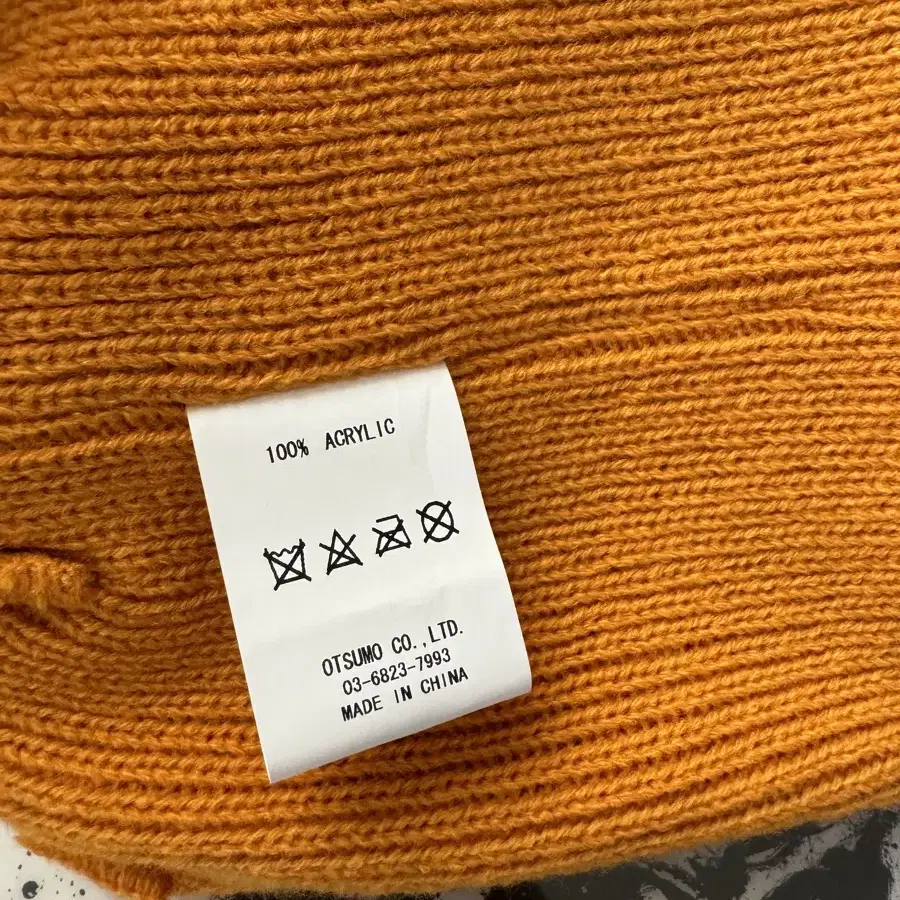 100% ACRYLIC
OTSUMO CO.,LTD.
03-6823-7993
MADE IN CHINA